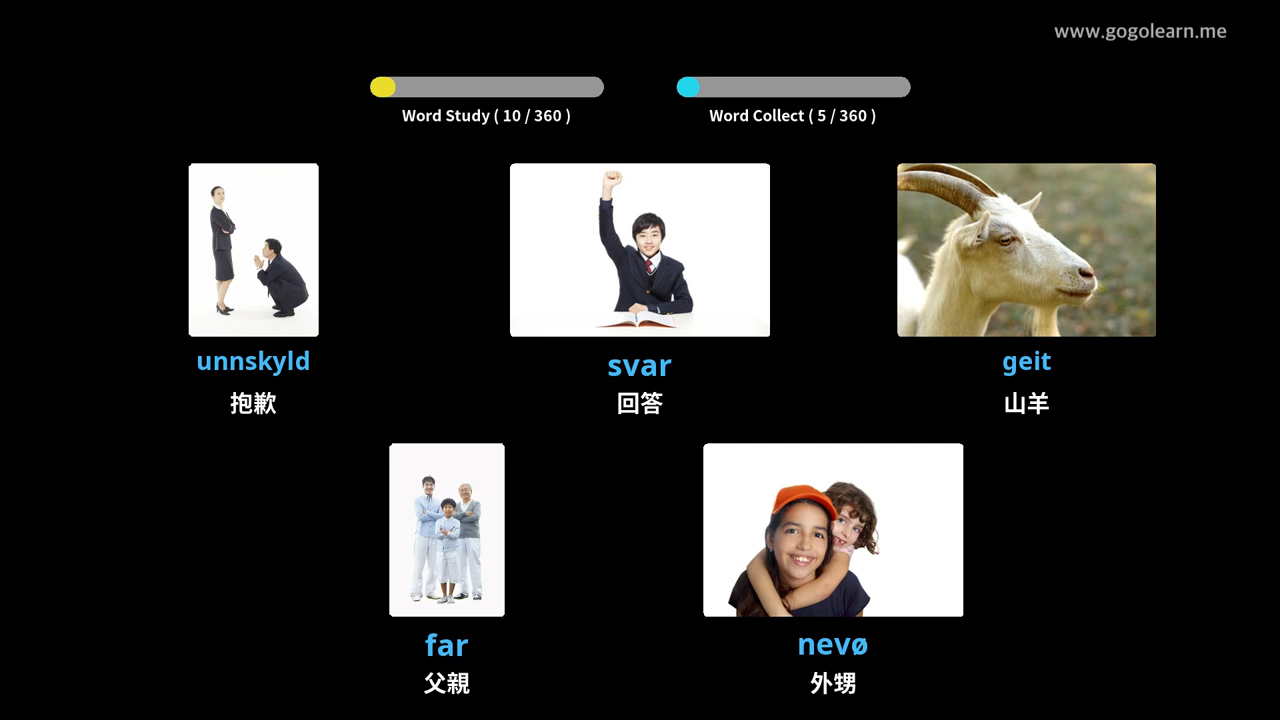 www.gogolearn.me
Word Study ( 10 / 360 )
Word Collect ( 5 / 360 )
unnskyld
抱歉
svar
回答
geit
山羊
far
父親
nevø
外甥